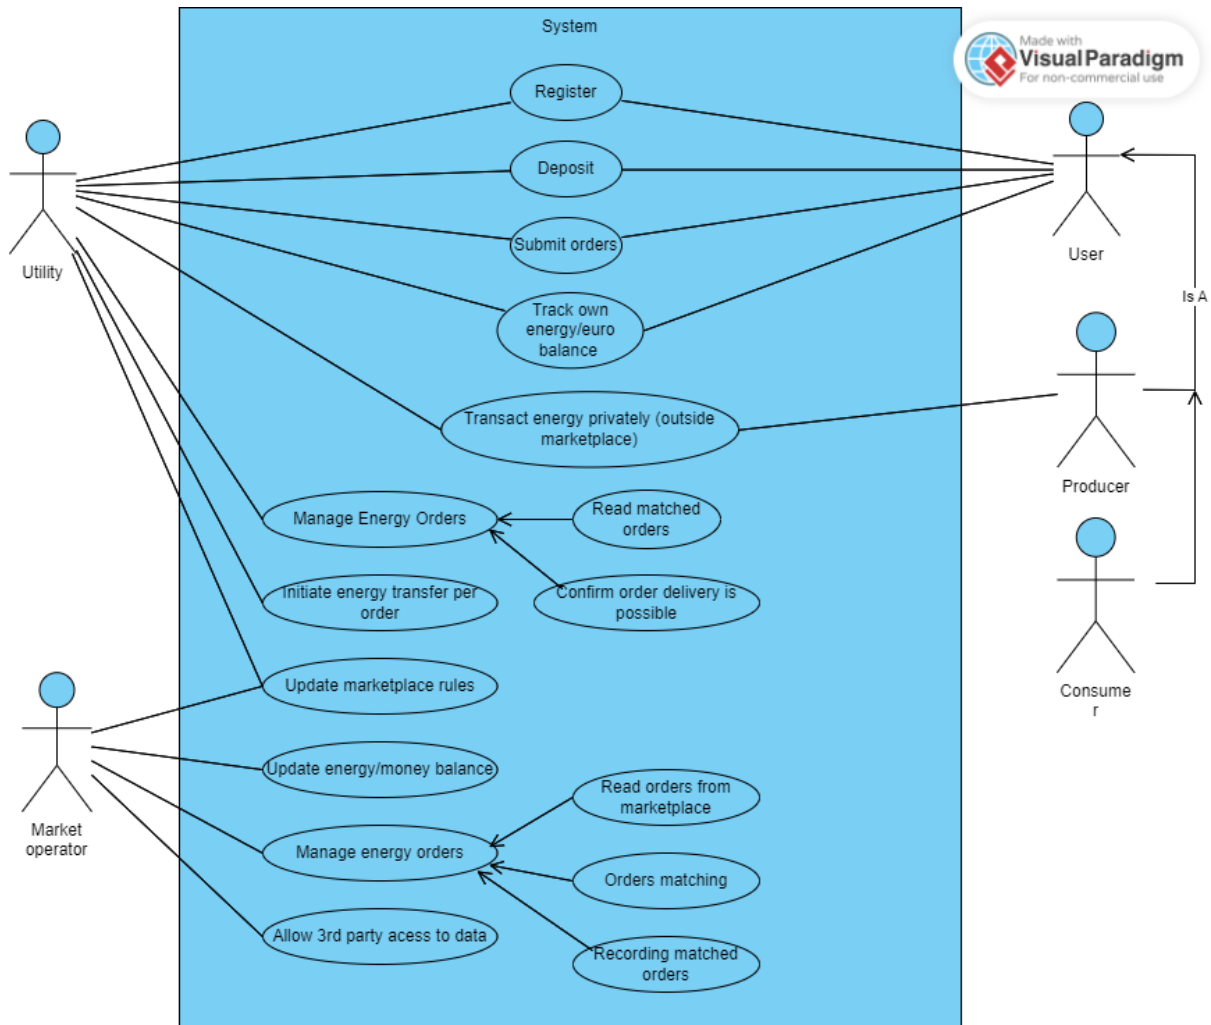 System
Made with
Visual Paradigm
For non-commercial use
Register
Deposit
Submit orders
Track own
energy/euro
balance
Utility
User
Is A
Transact energy privately (outside
marketplace)
Producer
Manage Energy Orders
Read matched
orders
Initiate energy transfer per
order
Confirm order delivery is
possible
Update marketplace rules
Consume
r
Update energy/money balance
Read orders from
marketplace
Market
operator
Manage energy orders
Orders matching
Allow 3rd party acess to data
Recording matched
orders